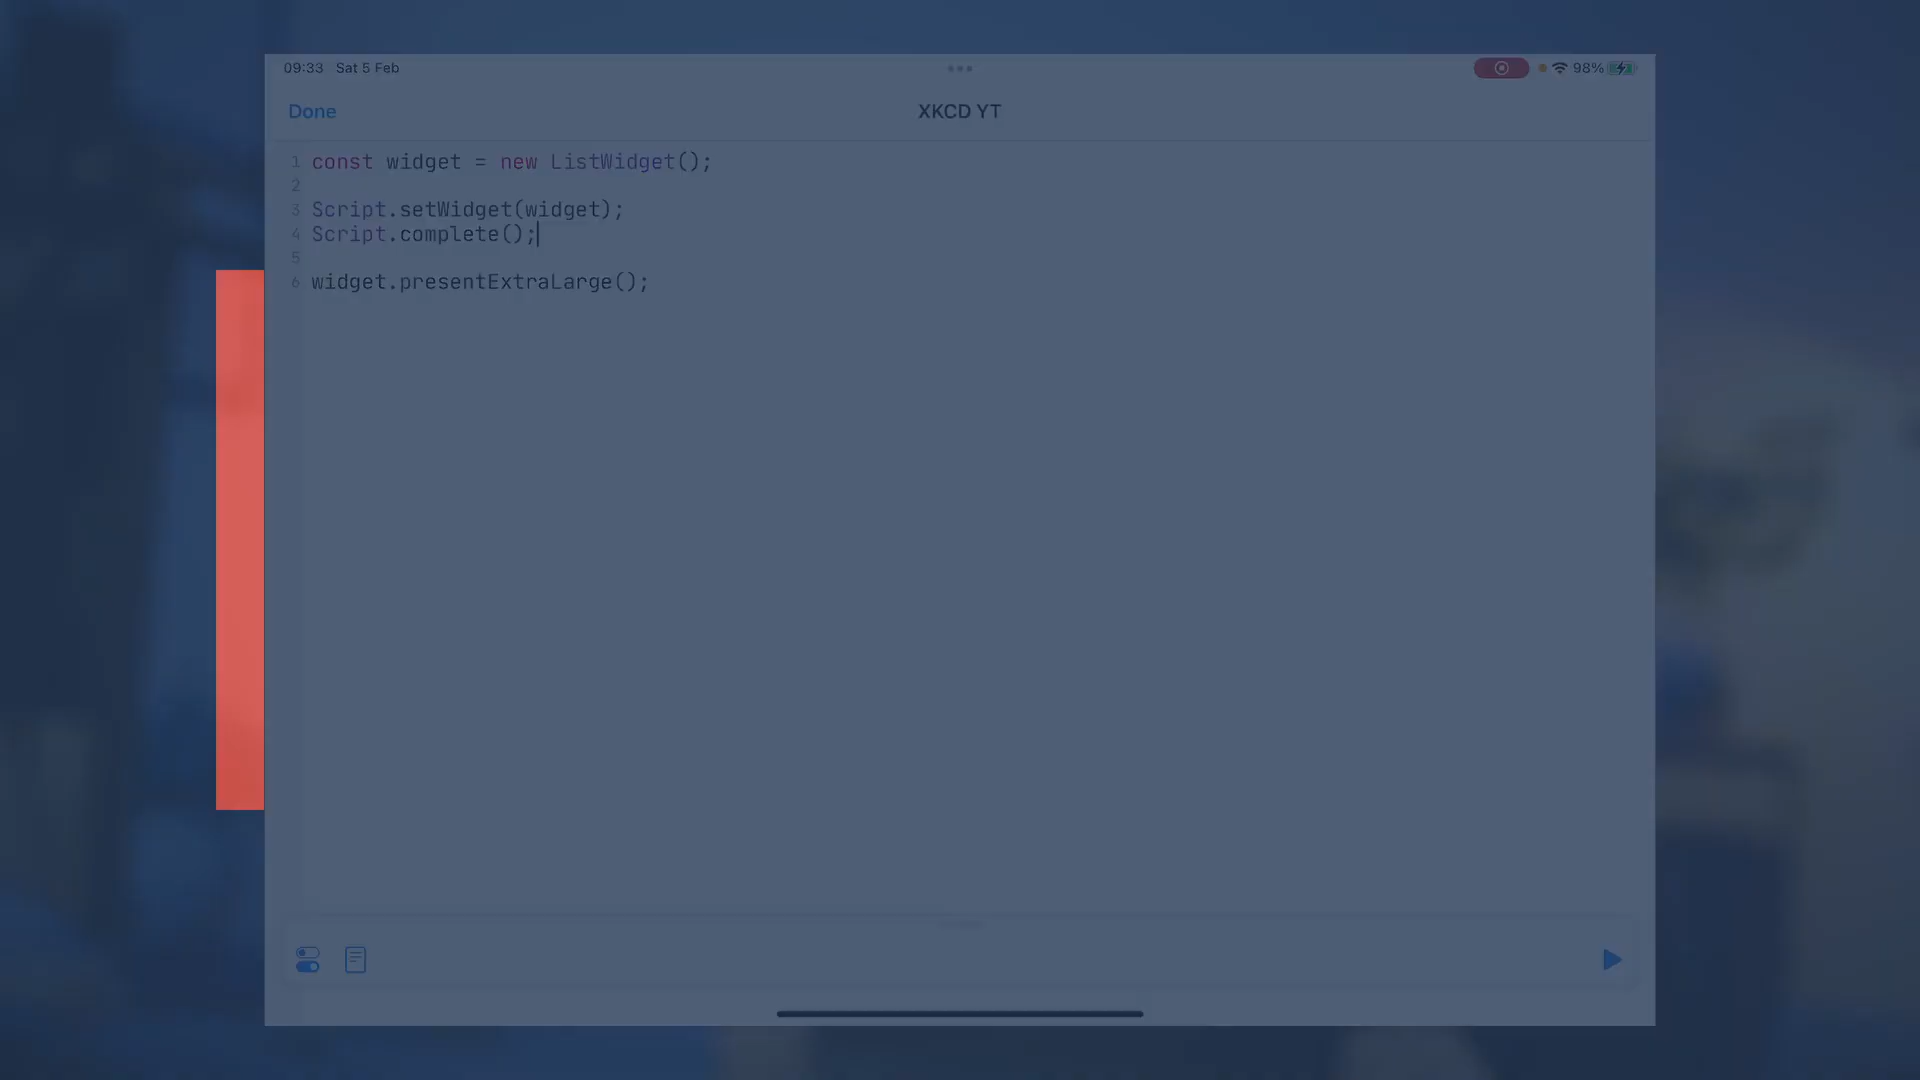 09:33 Sat 5 Feb
98%
Done
XKCD YT
1 const widget = new ListWidget();
2
3 Script.setWidget(widget);
4 Script.complete();
5
6 widget.presentExtraLarge();